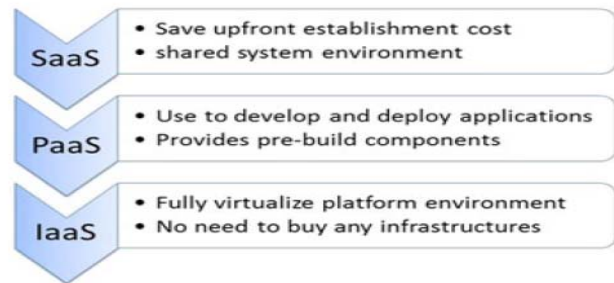 SaaS
• Save upfront establishment cost
• shared system environment
PaaS
• Use to develop and deploy applications
• Provides pre-build components
IaaS
• Fully virtualize platform environment
• No need to buy any infrastructures